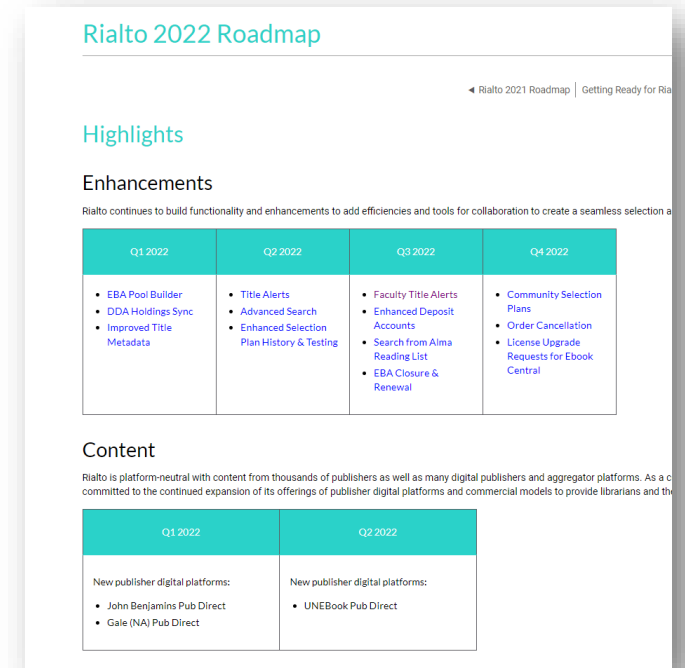 Rialto 2022 Roadmap
◄ Rialto 2021 Roadmap | Getting Ready for Ria
Highlights
Enhancements
Rialto continues to build functionality and enhancements to add efficiencies and tools for collaboration to create a seamless selection a
Q1 2022
• EBA Pool Builder
• DDA Holdings Sync
• Improved Title
Metadata
Q2 2022
• Title Alerts
• Advanced Search
• Enhanced Selection
Plan History & Testing
Q3 2022
• Faculty Title Alerts
• Enhanced Deposit
Accounts
• Search from Alma
Reading List
• EBA Closure &
Renewal
Q4 2022
• Community Selection
Plans
• Order Cancellation
• License Upgrade
Requests for Ebook
Central
Content
Rialto is platform-neutral with content from thousands of publishers as well as many digital publishers and aggregator platforms. As a c
committed to the continued expansion of its offerings of publisher digital platforms and commercial models to provide librarians and the
Q1 2022
New publisher digital platforms:
• John Benjamins Pub Direct
• Gale (NA) Pub Direct
Q2 2022
New publisher digital platforms:
• UNEBook Pub Direct